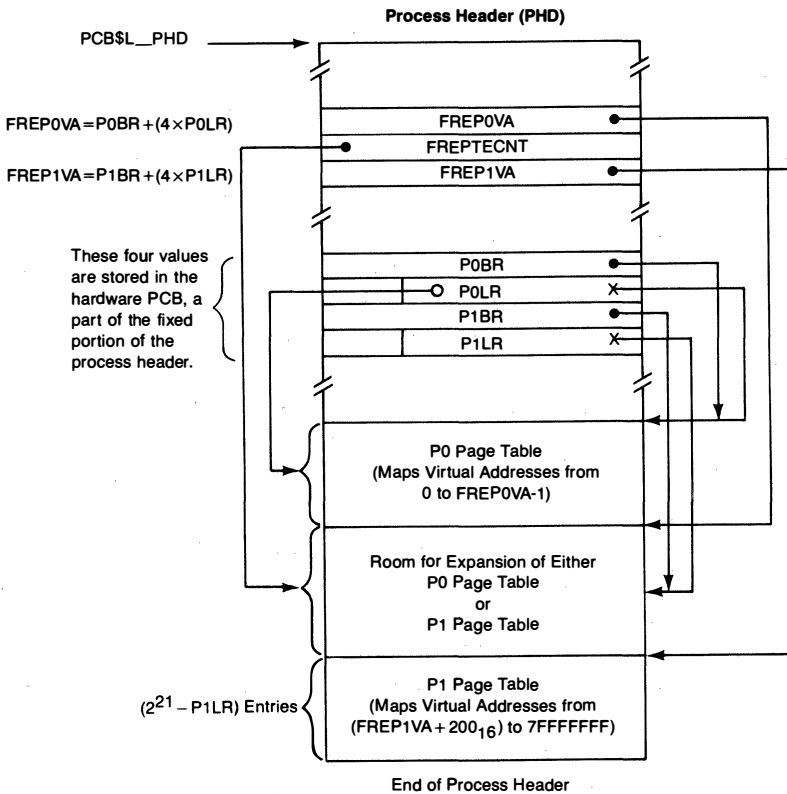 Process Header (PHD)
PCB$L__PHD
FREP0VA=P0BR+(4×P0LR)
FREP0VA
FREPTECNT
FREP1VA=P1BR+(4×P1LR)
FREP1VA
These four values
are stored in the
hardware PCB, a
part of the fixed
portion of the
process header.
P0BR
P0LR
P1BR
P1LR
P0 Page Table
(Maps Virtual Addresses from
0 to FREP0VA-1)
Room for Expansion of Either
P0 Page Table
or
P1 Page Table
(2²¹ – P1LR) Entries
P1 Page Table
(Maps Virtual Addresses from
(FREP1VA+200₁₆) to 7FFFFFFF)
End of Process Header